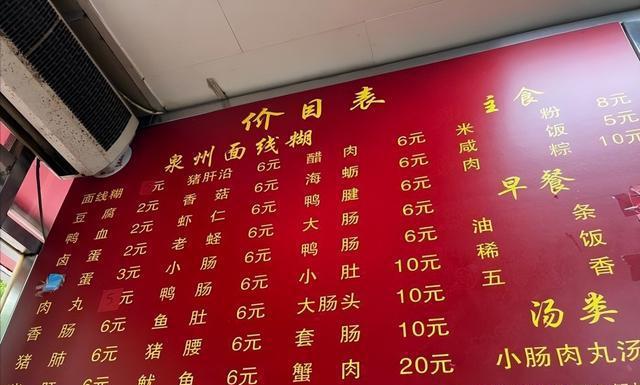 价目表
泉州面线糊
面线糊 元
豆腐 2元
鸭血 2元
卤蛋 2元
蛋 3元
肉丸 5元
香肠 6元
猪肺 6元
肝 6元
猪肝沿 6元
香菇 6元
虾仁 6元
老蛏 6元
小肠 6元
鸭肠 6元
鱼肚 6元
猪腰 6元
鱿鱼 6元
醋肉 6元
海蛎 6元
鸭腱 6元
大肠 6元
鸭肠 6元
小肚 10元
大肠头 10元
套肠 10元
蟹肉 20元
主食
米粉 8元
咸饭 5元
肉粽 10元
早餐
油条
稀饭
五香
汤类
小肠肉丸汤